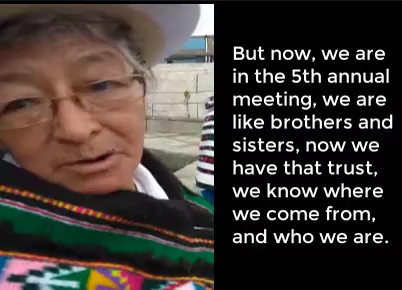 But now, we are
in the 5th annual
meeting, we are
like brothers and
sisters, now we
have that trust,
we know where
we come from,
and who we are.